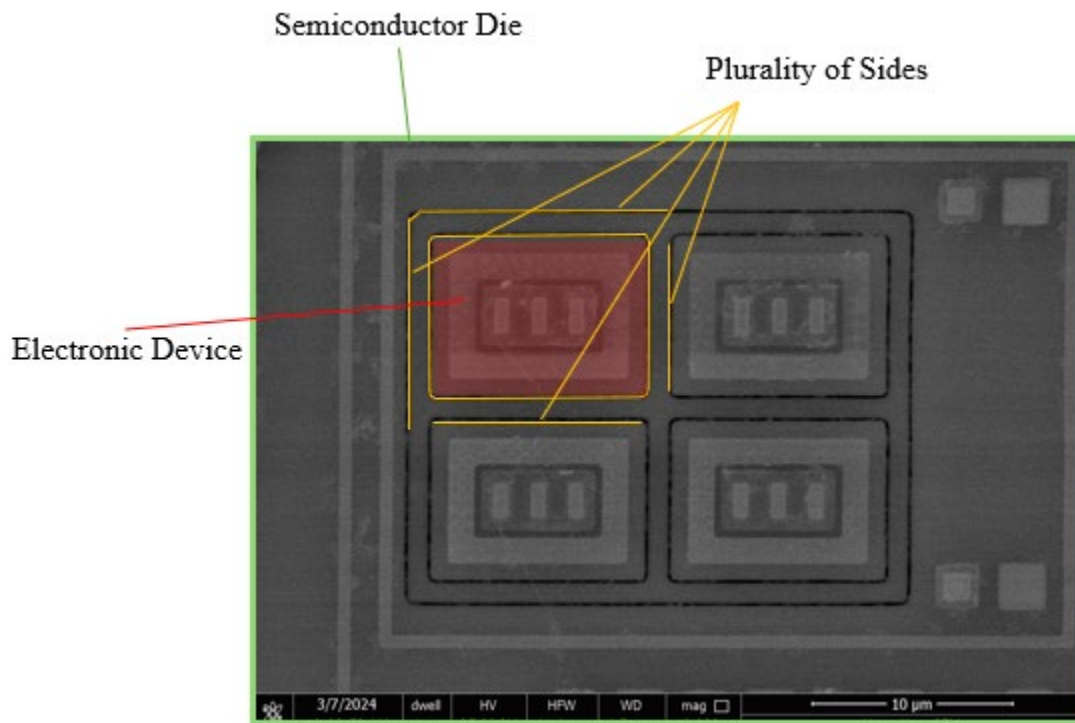 Semiconductor Die
Plurality of Sides
Electronic Device
3/7/2024 dwell HV HFW WD mag 10 µm